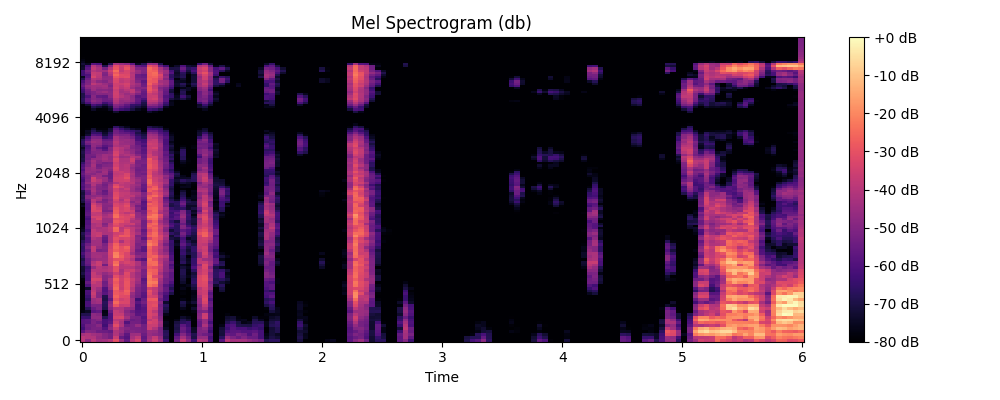 Mel Spectrogram (db)
8192
4096
2048
1024
512
0
Hz
0 1 2 3 4 5 6
Time
+0 dB
-10 dB
-20 dB
-30 dB
-40 dB
-50 dB
-60 dB
-70 dB
-80 dB